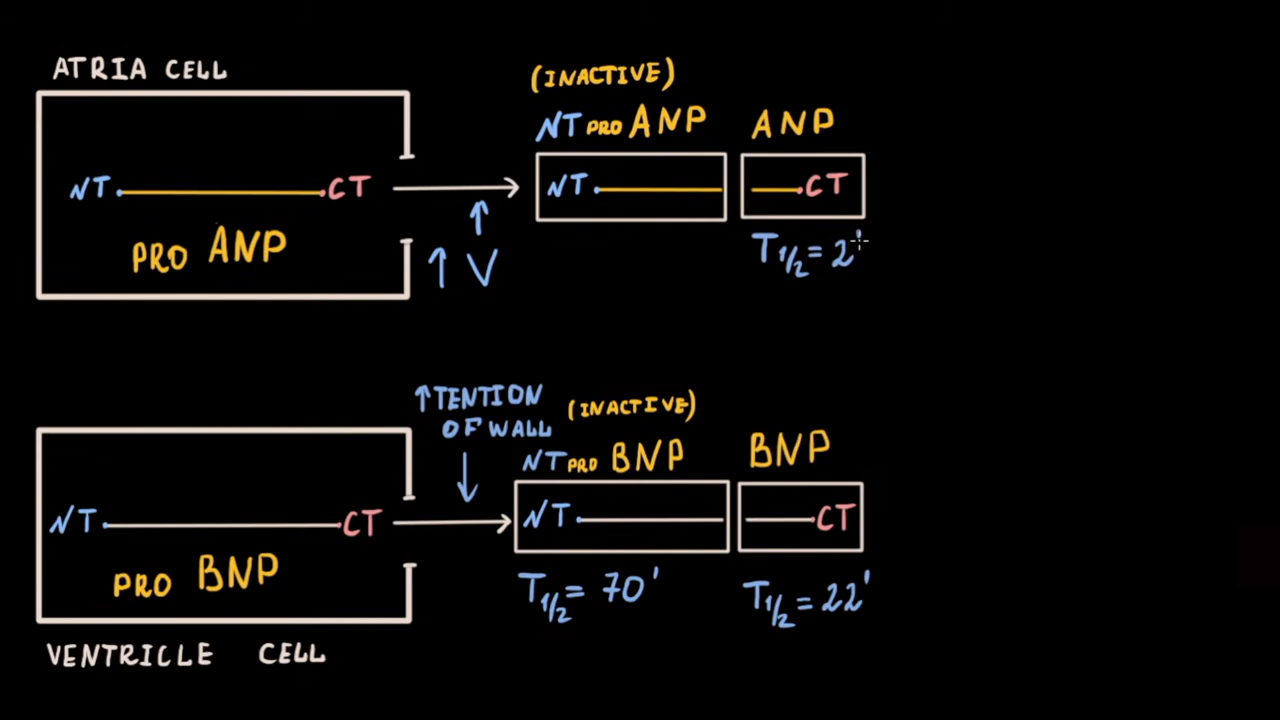 ATRIA CELL
NT CT
PRO ANP
↑
↑ V
(INACTIVE)
NT PRO ANP
NT
ANP
CT
T1/2 = 2'
↑TENTION
OF WALL
NT CT
PRO BNP
VENTRICLE CELL
(INACTIVE)
NT PRO BNP
NT
T1/2 = 70'
BNP
CT
T1/2 = 22'